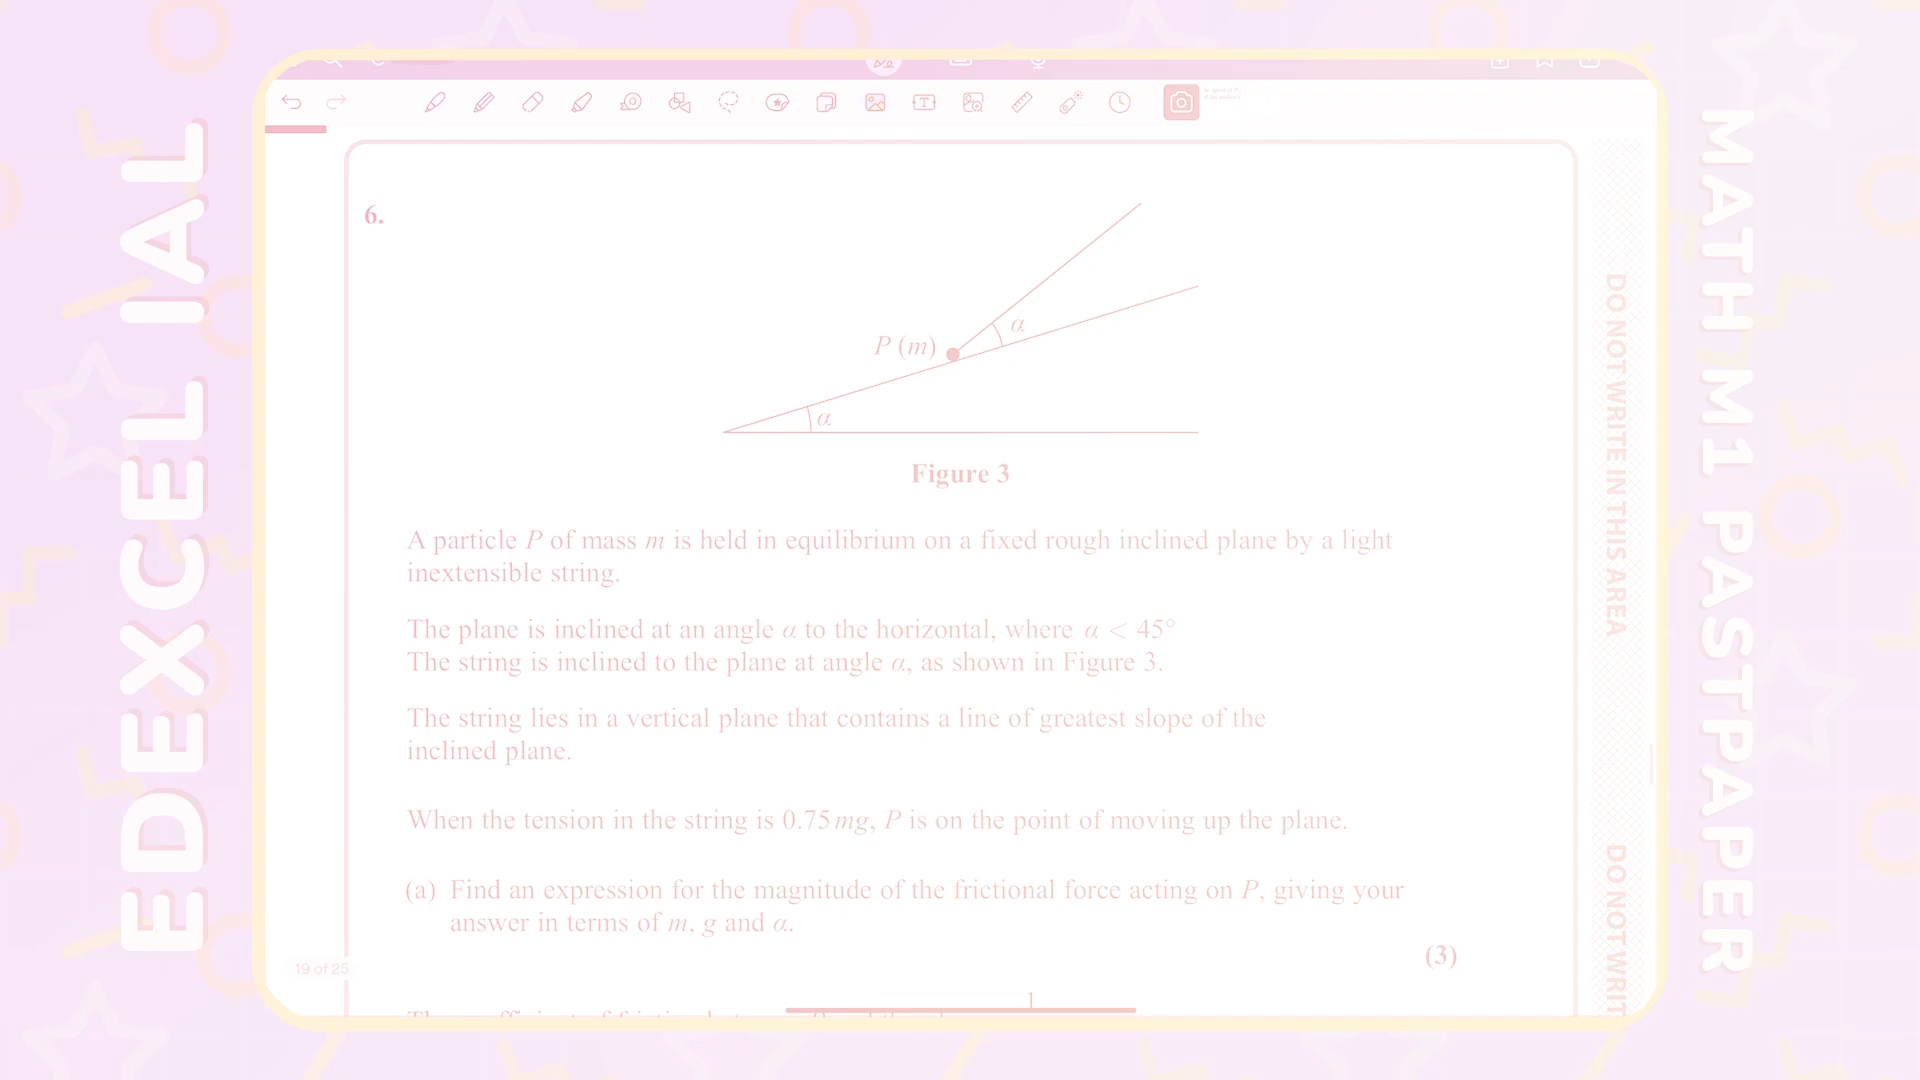 EDEXCEL IAL
6.
α
P (m)
α
Figure 3
A particle P of mass m is held in equilibrium on a fixed rough inclined plane by a light
inextensible string.
The plane is inclined at an angle α to the horizontal, where α < 45°
The string is inclined to the plane at angle α, as shown in Figure 3.
The string lies in a vertical plane that contains a line of greatest slope of the
inclined plane.
When the tension in the string is 0.75mg, P is on the point of moving up the plane.
(a) Find an expression for the magnitude of the frictional force acting on P, giving your
answer in terms of m, g and α.
(3)
19 of 25
DO NOT WRITE IN THIS AREA
DO NOT WRIT
MATH M1 PASTPAPER